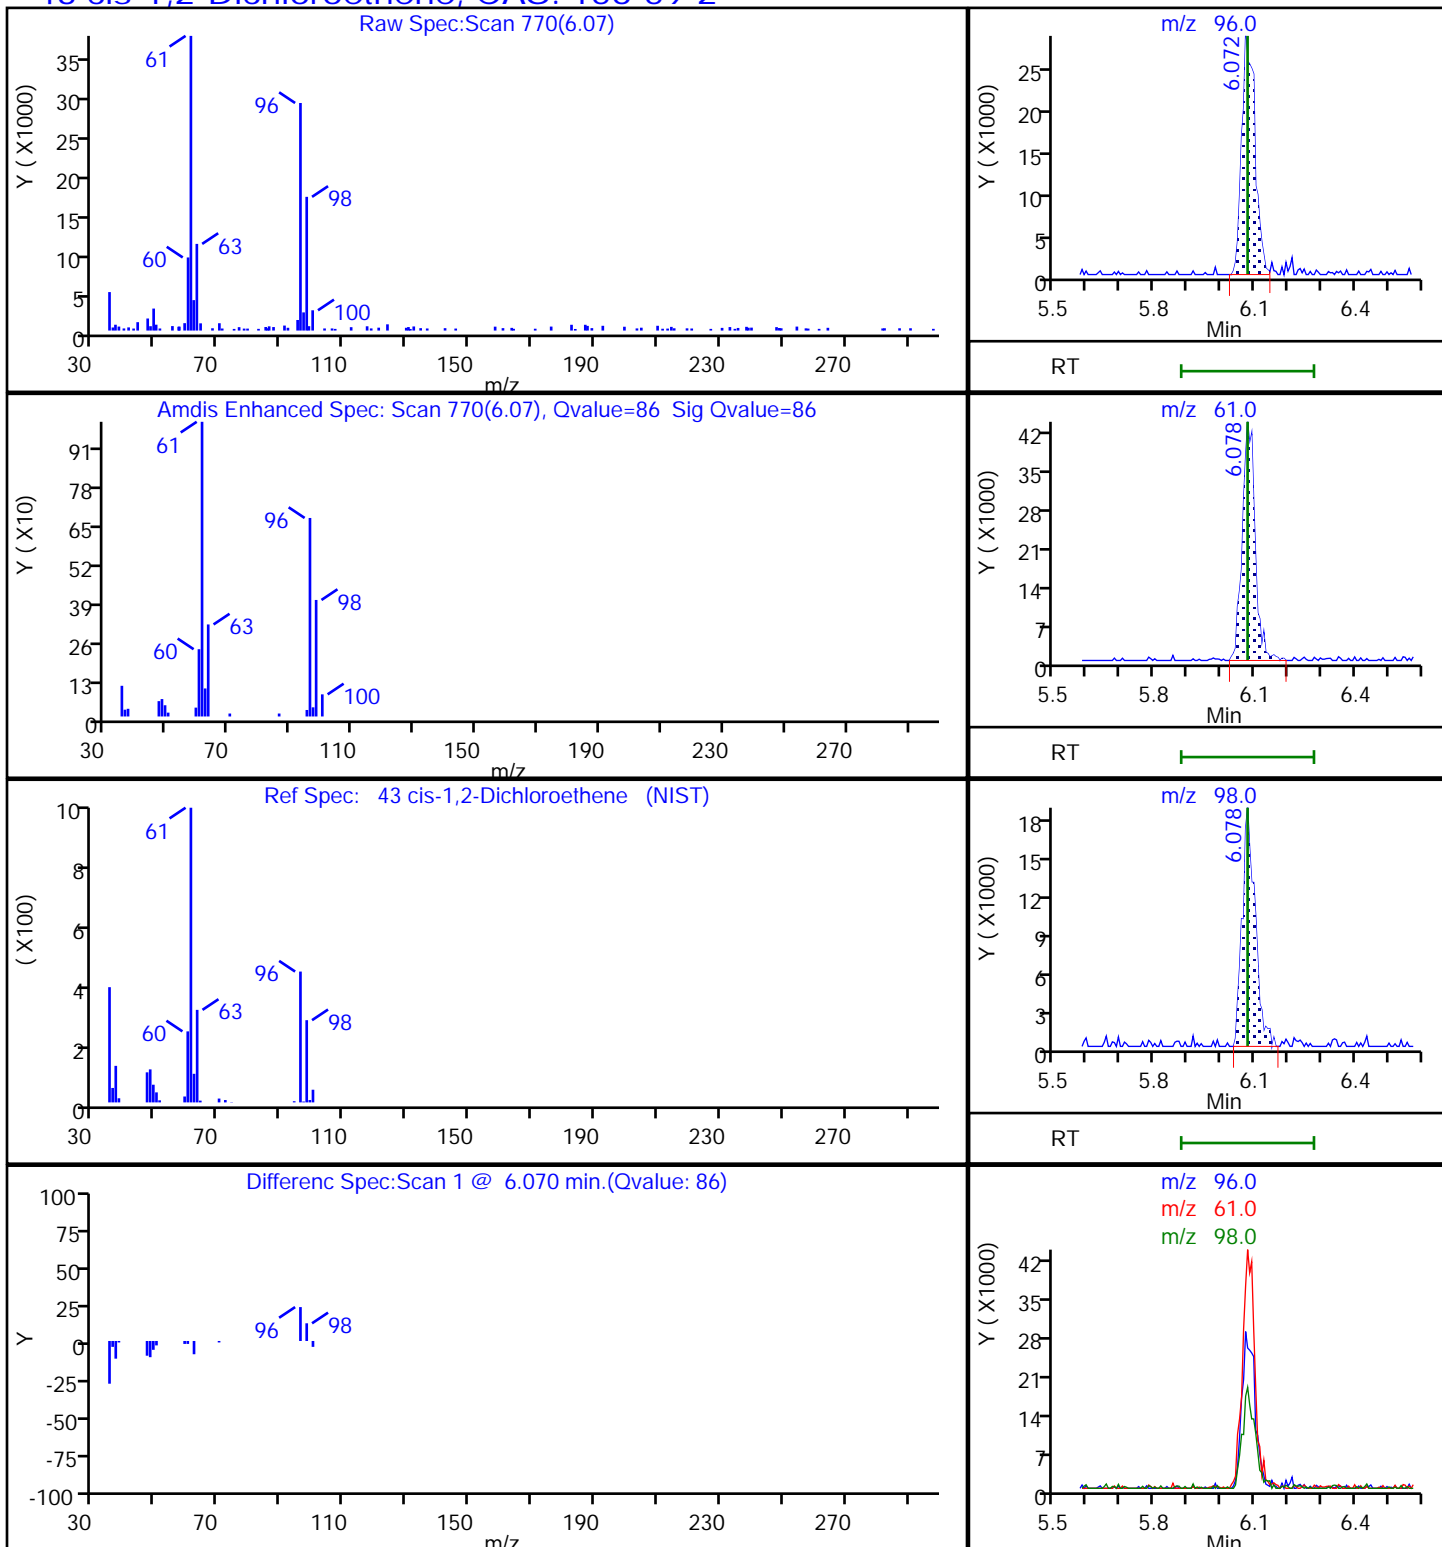 Raw Spec:Scan 770(6.07)
61
96
98
60
63
100
Y ( X1000)
35
30
25
20
15
10
5
0
30 70 110 150 190 230 270
m/z
m/z 96.0
6.072
Y ( X1000)
25
20
15
10
5
0
5.5 5.8 6.1 6.4
Min
RT
Amdis Enhanced Spec: Scan 770(6.07), Qvalue=86 Sig Qvalue=86
61
96
98
60
63
100
Y ( X10)
91
78
65
52
39
26
13
0
30 70 110 150 190 230 270
m/z
m/z 61.0
6.078
Y ( X1000)
42
35
28
21
14
7
0
5.5 5.8 6.1 6.4
Min
RT
Ref Spec: 43 cis-1,2-Dichloroethene (NIST)
61
96
98
60
63
( X100)
10
8
6
4
2
0
30 70 110 150 190 230 270
m/z 98.0
6.078
Y ( X1000)
18
15
12
9
6
3
0
5.5 5.8 6.1 6.4
Min
RT
Differenc Spec:Scan 1 @ 6.070 min.(Qvalue: 86)
96
98
Y
100
75
50
25
0
-25
-50
-75
-100
30 70 110 150 190 230 270
m/z
m/z 96.0
m/z 61.0
m/z 98.0
Y ( X1000)
42
35
28
21
14
7
0
5.5 5.8 6.1 6.4
Min